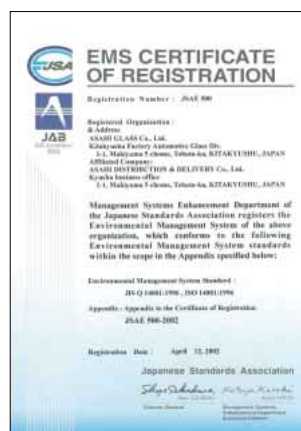 JSA
EMS CERTIFICATE
OF REGISTRATION
JAB
Registration Number : JSAE 500
Registered Organization :
& Address
ASAHI GLASS Co., Ltd.
Kitakyushu Factory Automotive Glass Div.
1-1, Makiyama 5-chome, Tobata-ku, KITAKYUSHU, JAPAN
Affiliated Company:
ASAHI DISTRIBUTION & DELIVERY Co., Ltd.
Kyushu business office
1-1, Makiyama 5-chome, Tobata-ku, KITAKYUSHU, JAPAN
Management Systems Enhancement Department of
the Japanese Standards Association registers the
Environmental Management System of the above
organization, which conforms to the following
Environmental Management System standards
within the scope in the Appendix specified below:
Environmental Management System Standard :
JIS Q 14001:1996 , ISO 14001:1996
Appendix : Appendix to the Certificate of Registration
JSAE 500-2002
Registration Date : April 12, 2002
Japanese Standards Association